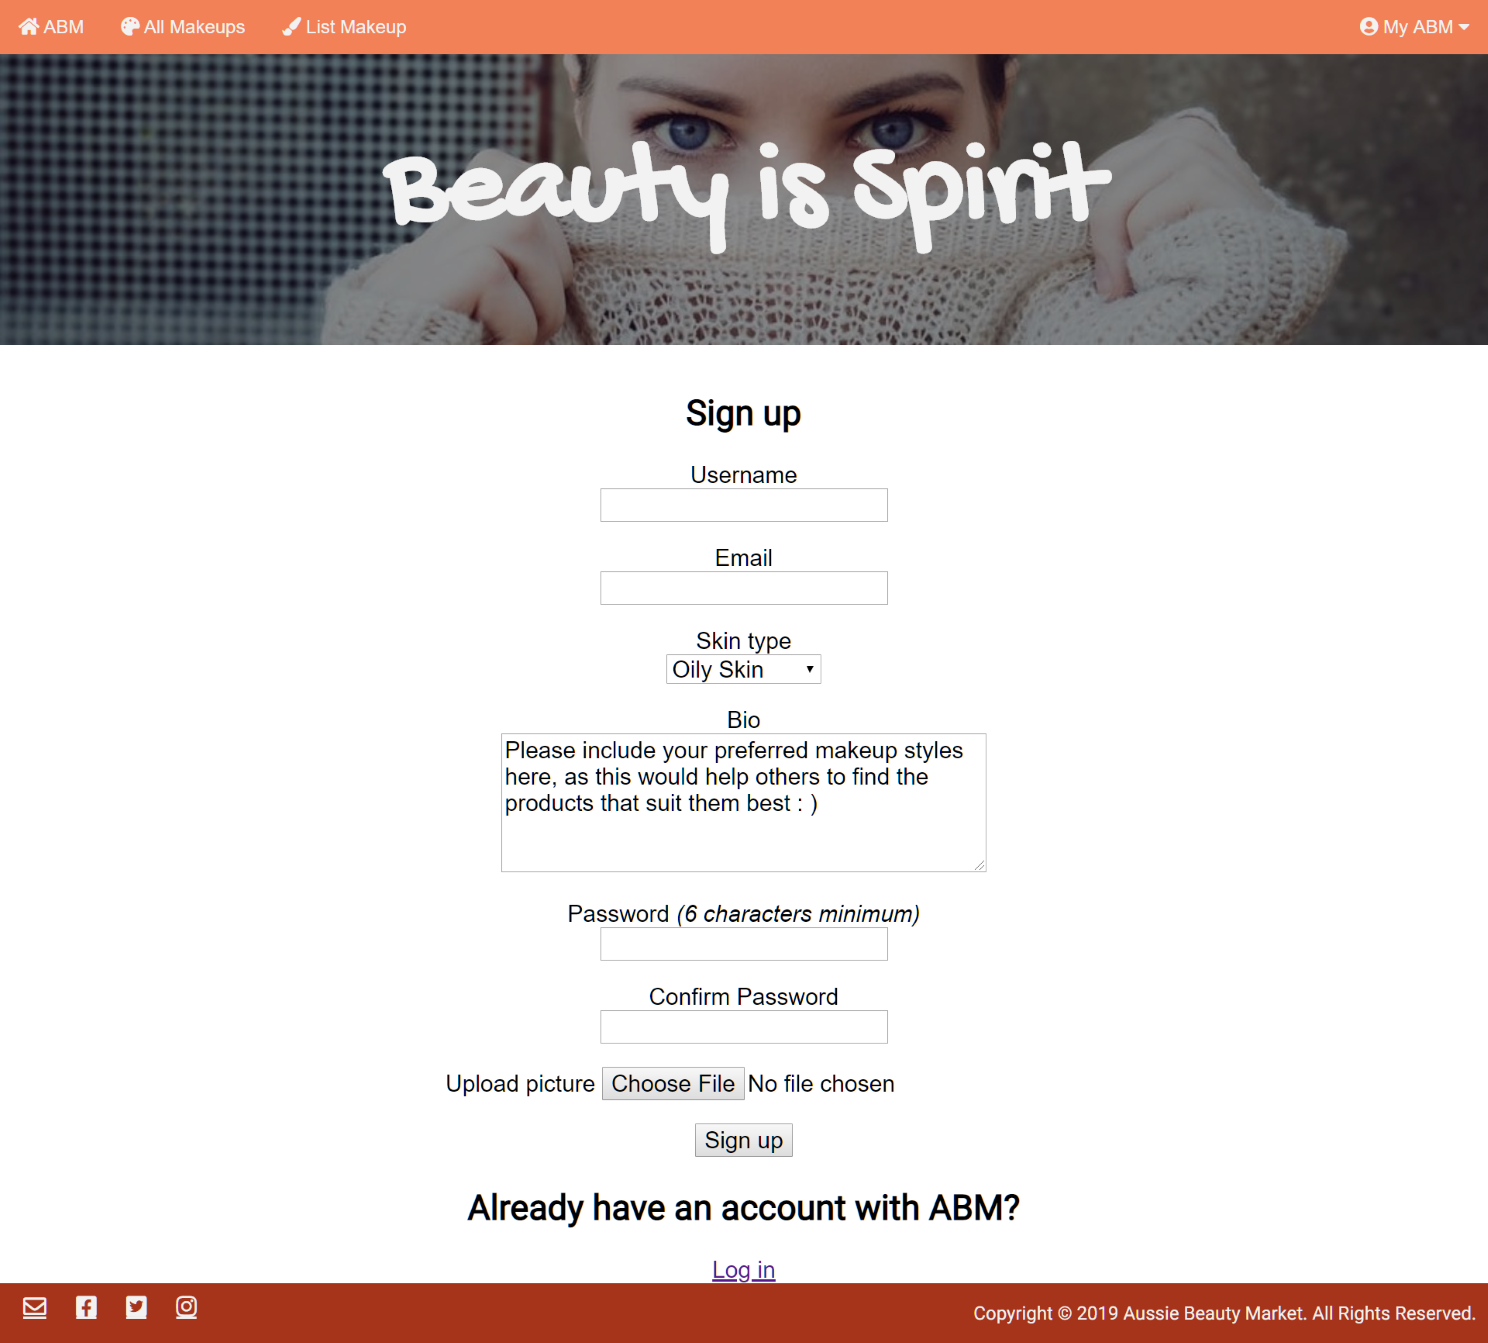 ABM All Makeups List Makeup My ABM
Beauty is Spirit
Sign up
Username
Email
Skin type
Oily Skin
Bio
Please include your preferred makeup styles
here, as this would help others to find the
products that suit them best : )
Password (6 characters minimum)
Confirm Password
Upload picture Choose File No file chosen
Sign up
Already have an account with ABM?
Log in
Copyright © 2019 Aussie Beauty Market. All Rights Reserved.